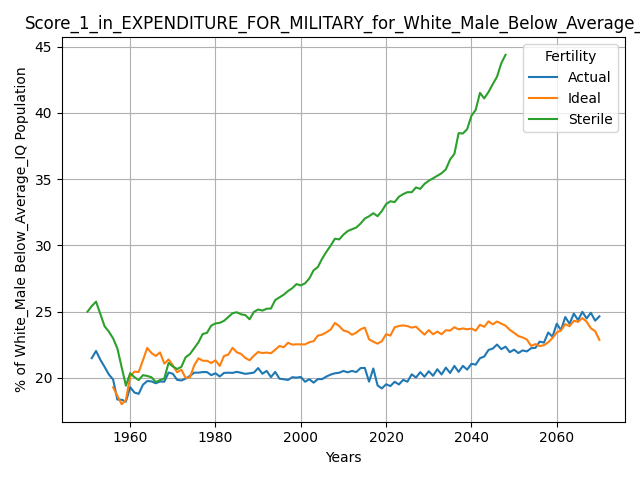 Score_1_in_EXPENDITURE_FOR_MILITARY_for_White_Male_Below_Average_
Fertility
Actual
Ideal
Sterile
% of White_Male Below_Average_IQ Population
45
40
35
30
25
20
1960
1980
2000
2020
2040
2060
Years